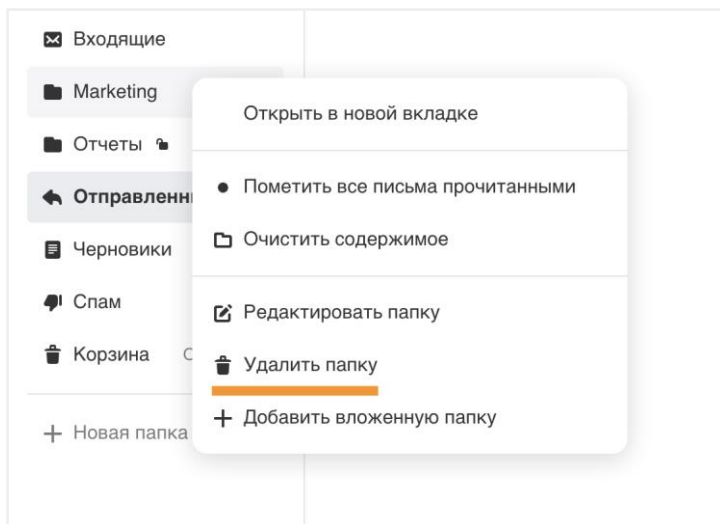 Входящие
Marketing
Открыть в новой вкладке
Отчеты
Пометить все письма прочитанными
Отправленн
Очистить содержимое
Черновики
Спам
Редактировать папку
Корзина
Удалить папку
Добавить вложенную папку
Новая папка